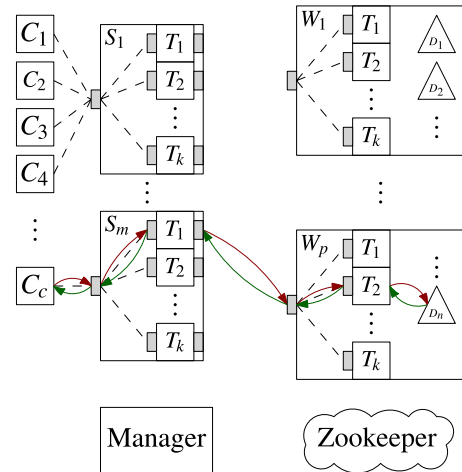 C1
C2
C3
C4
⋮
Cc
S1
T1
T2
⋮
Tk
⋮
Sm
T1
T2
⋮
Tk
W1
T1
T2
⋮
Tk
D1
D2
⋮
⋮
Wp
T1
T2
⋮
Tk
⋮
Dn
Manager
Zookeeper